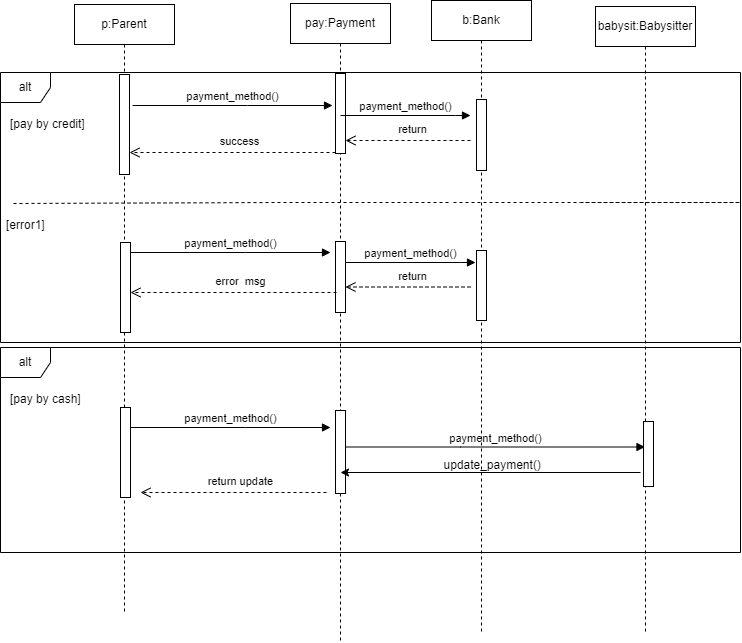 p:Parent
pay:Payment
b:Bank
babysit:Babysitter
alt
[pay by credit]
payment_method()
payment_method()
return
success
[error1]
payment_method()
payment_method()
return
error msg
alt
[pay by cash]
payment_method()
payment_method()
update_payment()
return update